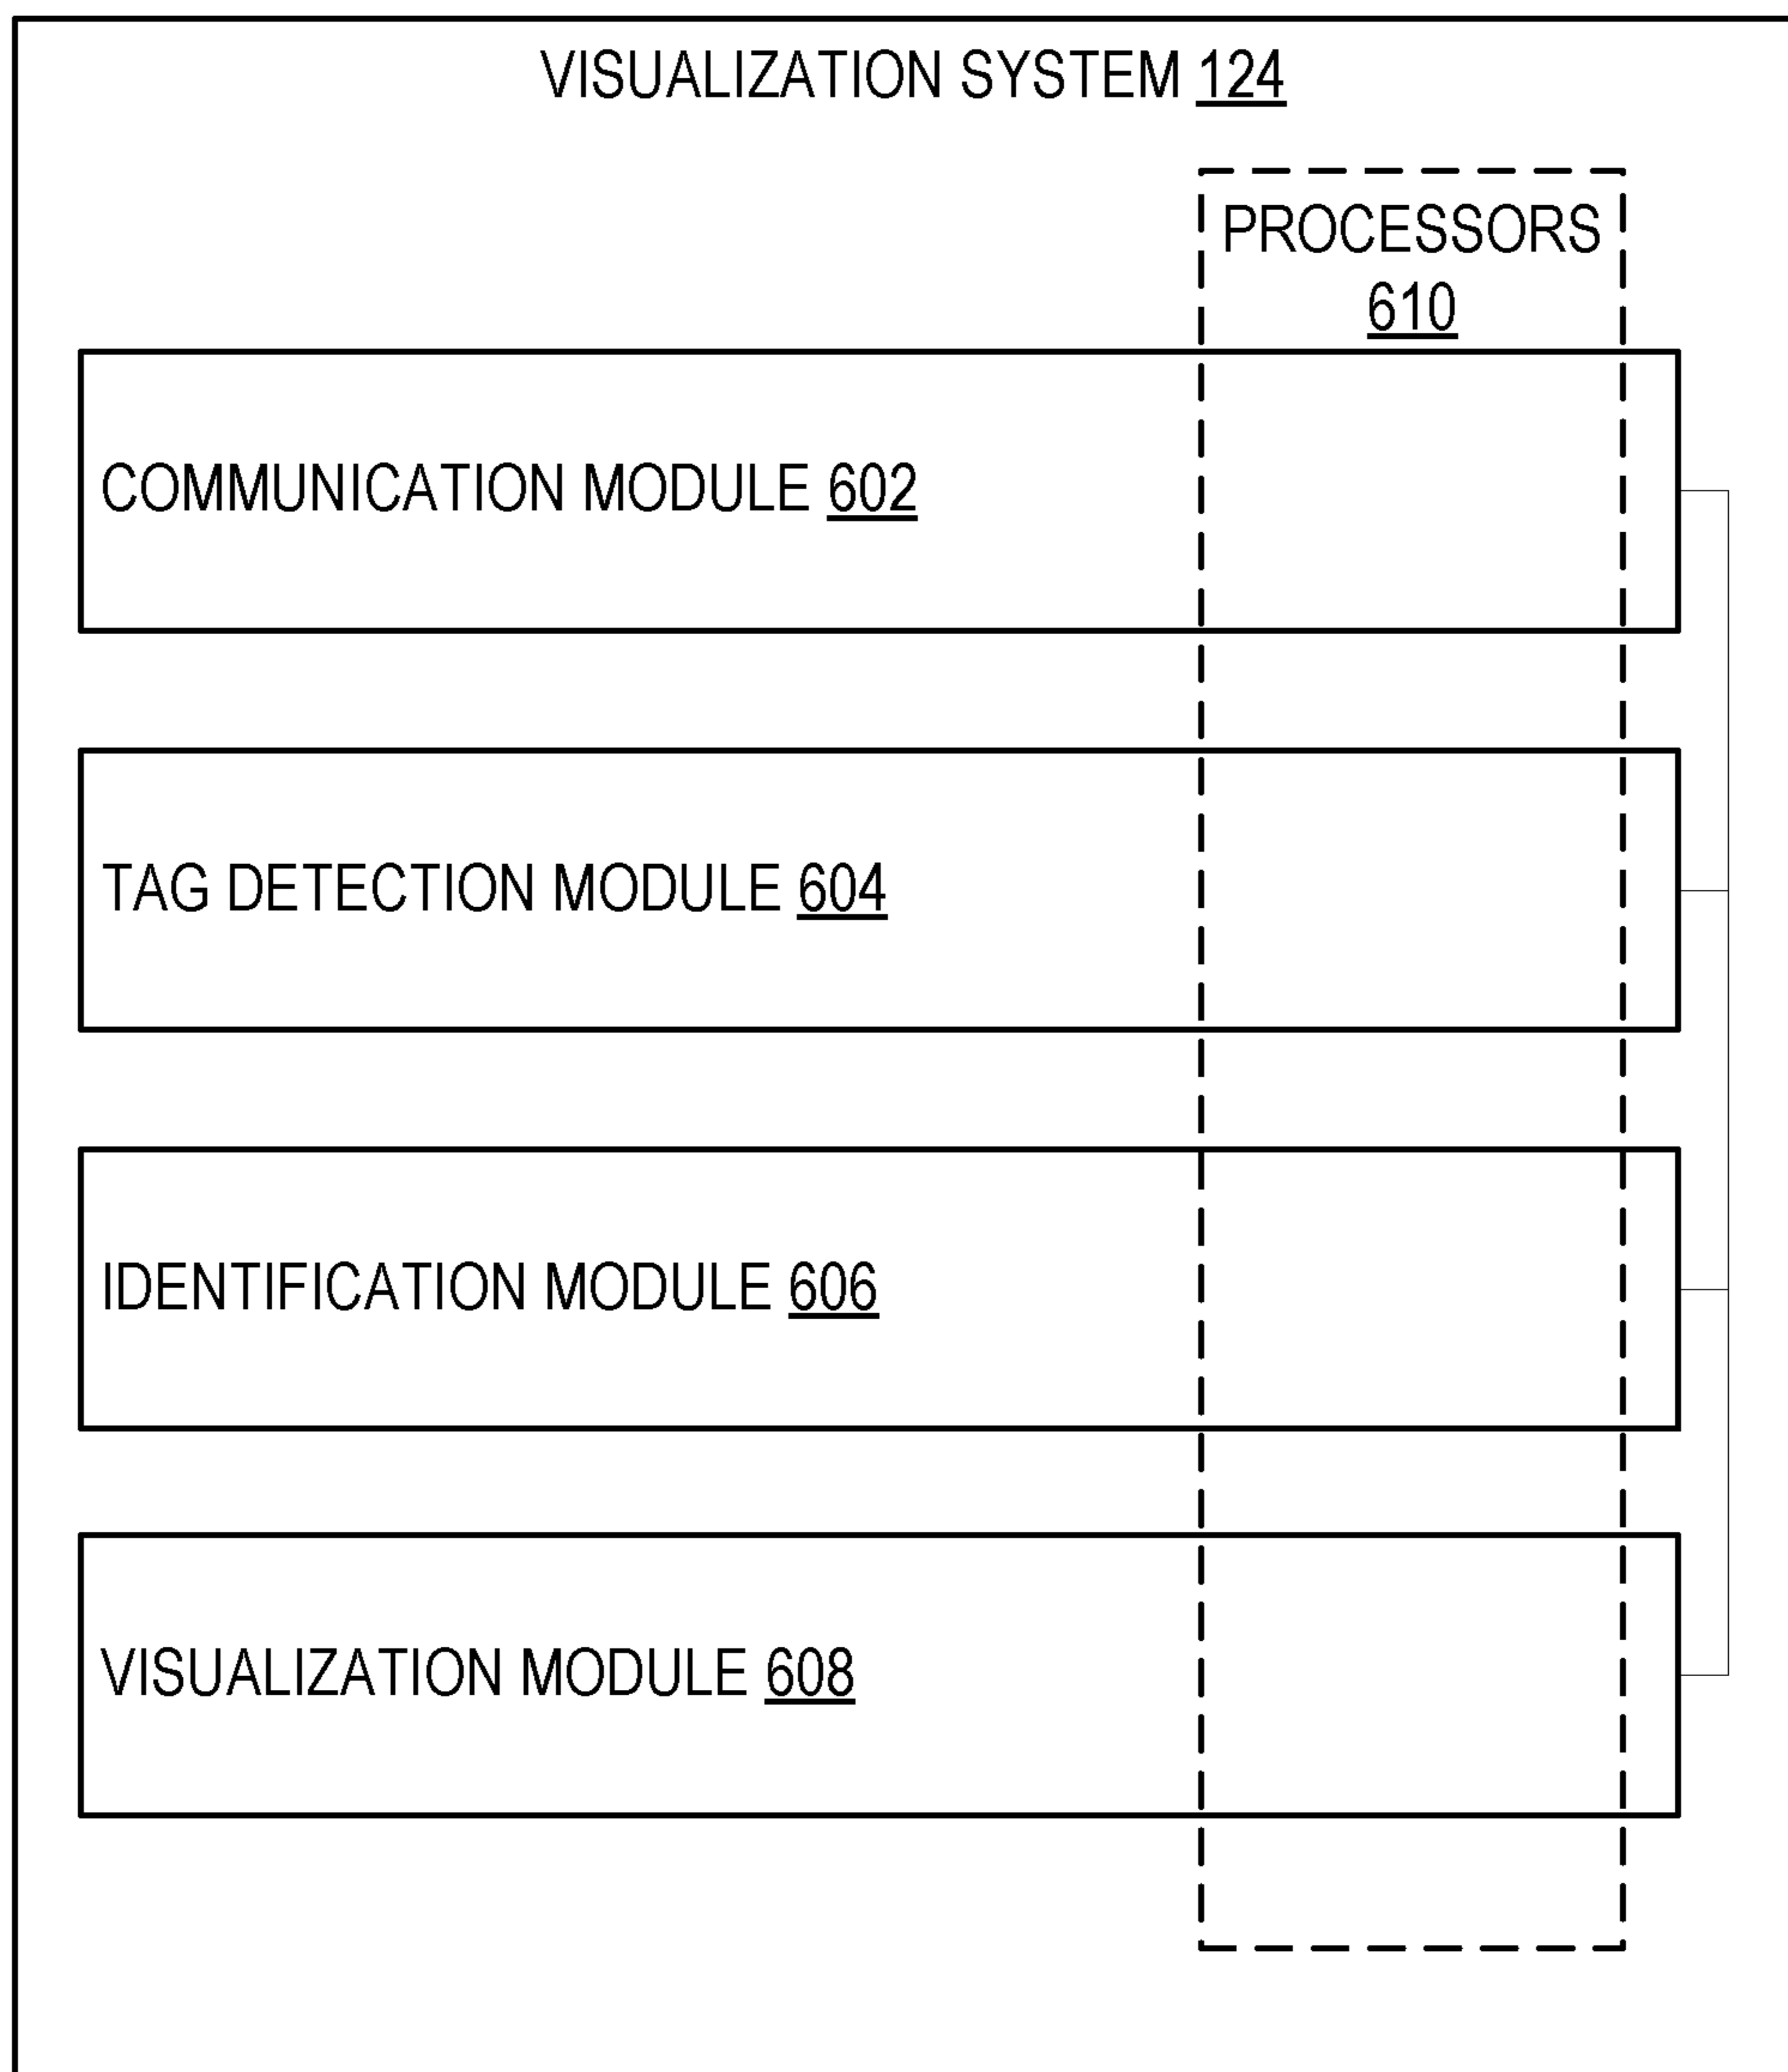 VISUALIZATION SYSTEM 124
PROCESSORS
610
COMMUNICATION MODULE 602
TAG DETECTION MODULE 604
IDENTIFICATION MODULE 606
VISUALIZATION MODULE 608